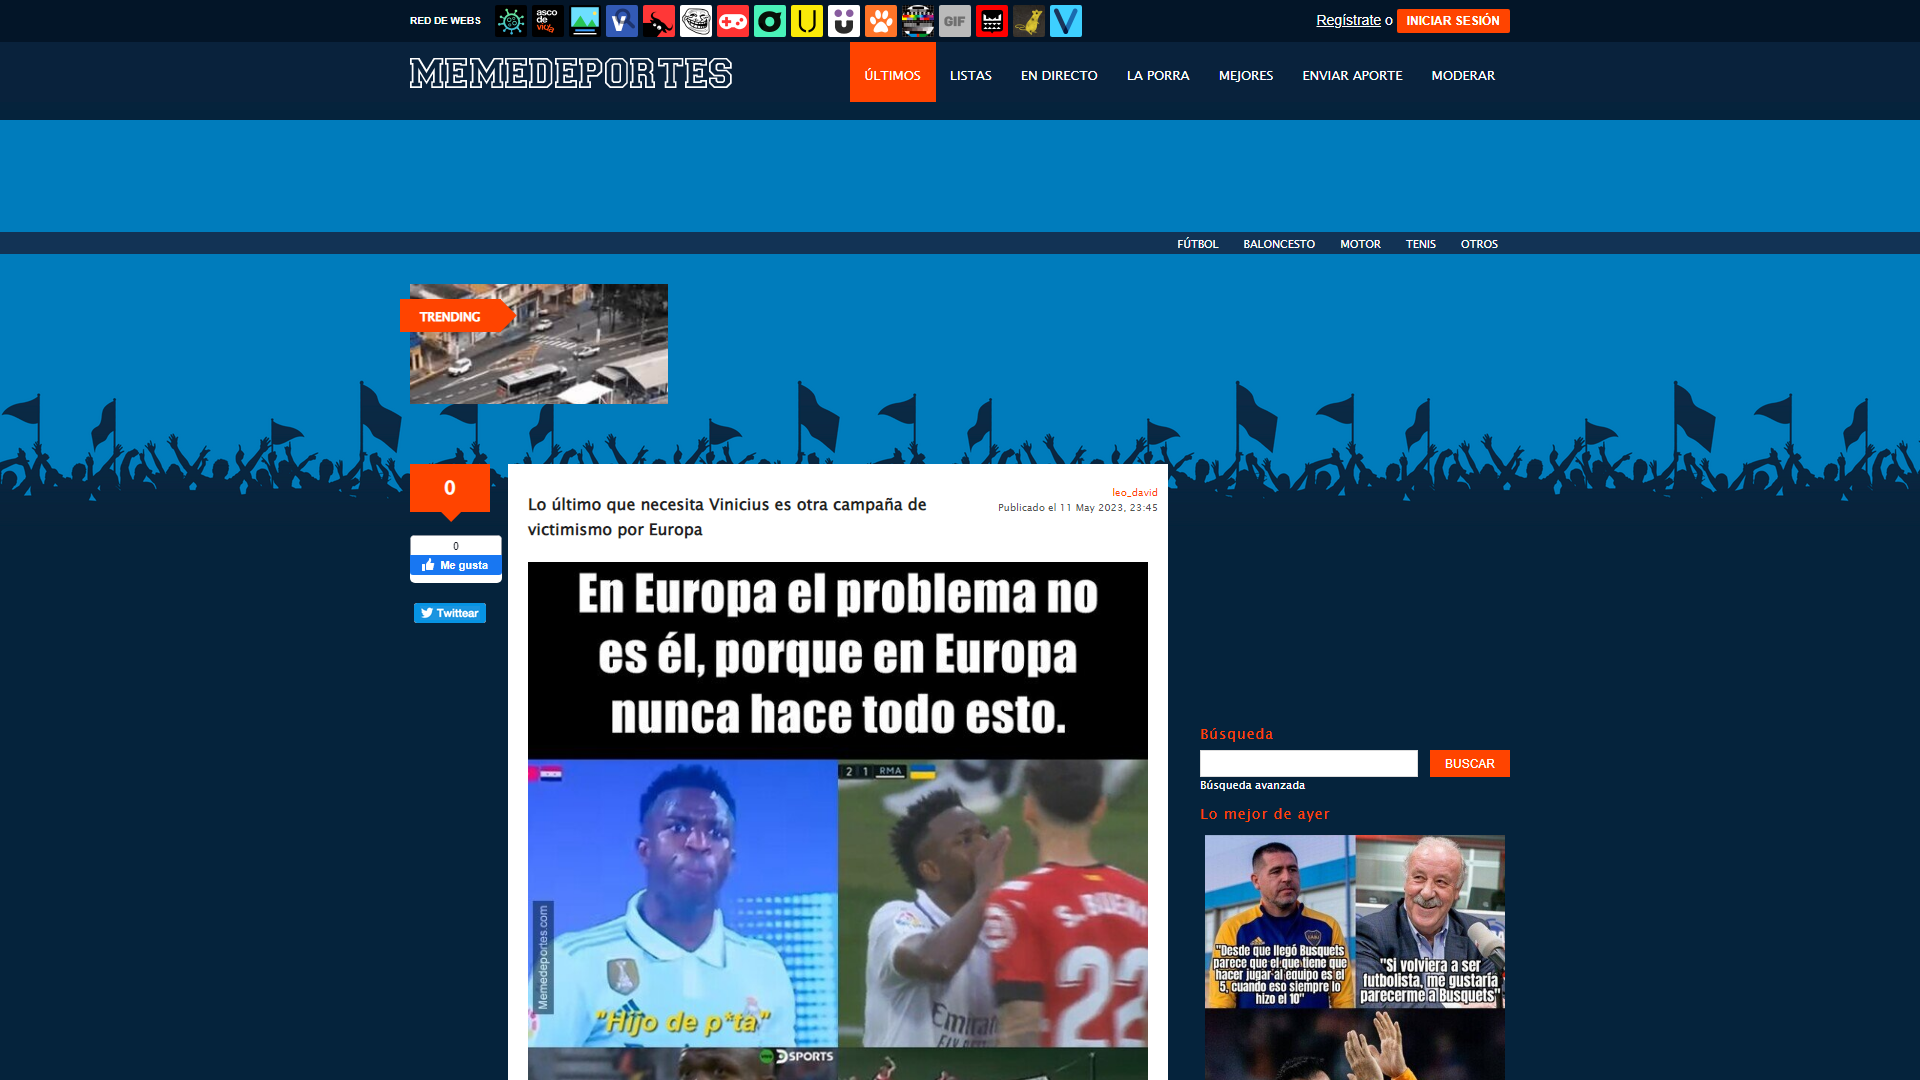 RED DE WEBS
asco
de
vida
GIF
Regístrate o INICIAR SESIÓN
MEMEDEPORTES
ÚLTIMOS
LISTAS
EN DIRECTO
LA PORRA
MEJORES
ENVIAR APORTE
MODERAR
FÚTBOL
BALONCESTO
MOTOR
TENIS
OTROS
TRENDING
0
0
Me gusta
Twittear
Lo último que necesita Vinicius es otra campaña de
victimismo por Europa
leo_david
Publicado el 11 May 2023, 23:45
En Europa el problema no
es él, porque en Europa
nunca hace todo esto.
2 1 RMA
S. BUENO
22
Emirates
Memedeportes.com
"Hijo de p*ta"
DSPORTS
Búsqueda
BUSCAR
Búsqueda avanzada
Lo mejor de ayer
"Desde que llegó Busquets
parece que el que tiene que
hacer jugar al equipo es el
5, cuando eso siempre lo
hizo el 10"
"Si volviera a ser
futbolista, me gustaría
parecerme a Busquets"